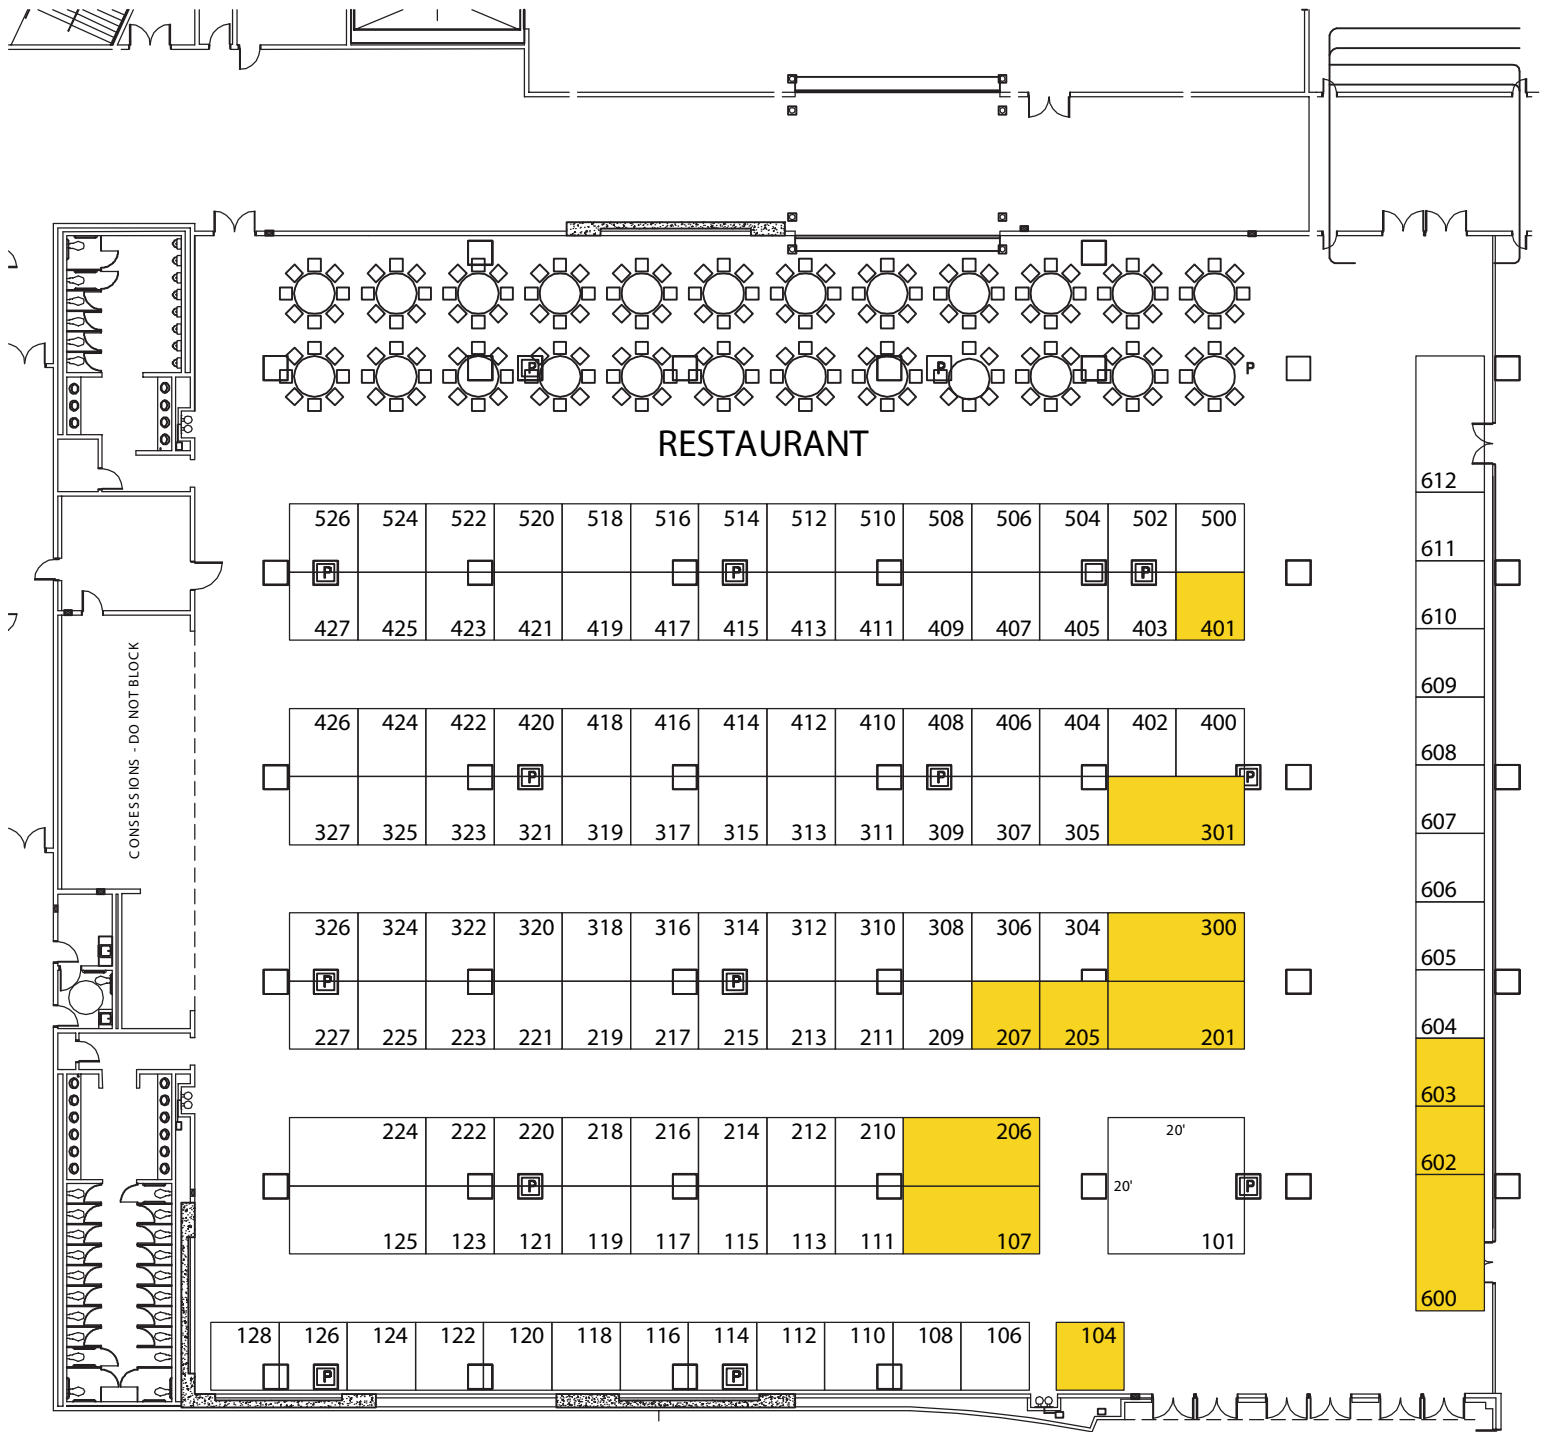 P P P
RESTAURANT
612
526 524 522 520 518 516 514 512 510 508 506 504 502 500
611
P P P
610
427 425 423 421 419 417 415 413 411 409 407 405 403 401
CONSESSIONS - DO NOT BLOCK
609
426 424 422 420 418 416 414 412 410 408 406 404 402 400
608
P P P
607
327 325 323 321 319 317 315 313 311 309 307 305 301
606
326 324 322 320 318 316 314 312 310 308 306 304 300
605
P P
604
227 225 223 221 219 217 215 213 211 209 207 205 201
603
224 222 220 218 216 214 212 210 206 20'
602
P 20' P
125 123 121 119 117 115 113 111 107 101
600
128 126 124 122 120 118 116 114 112 110 108 106 104
P P